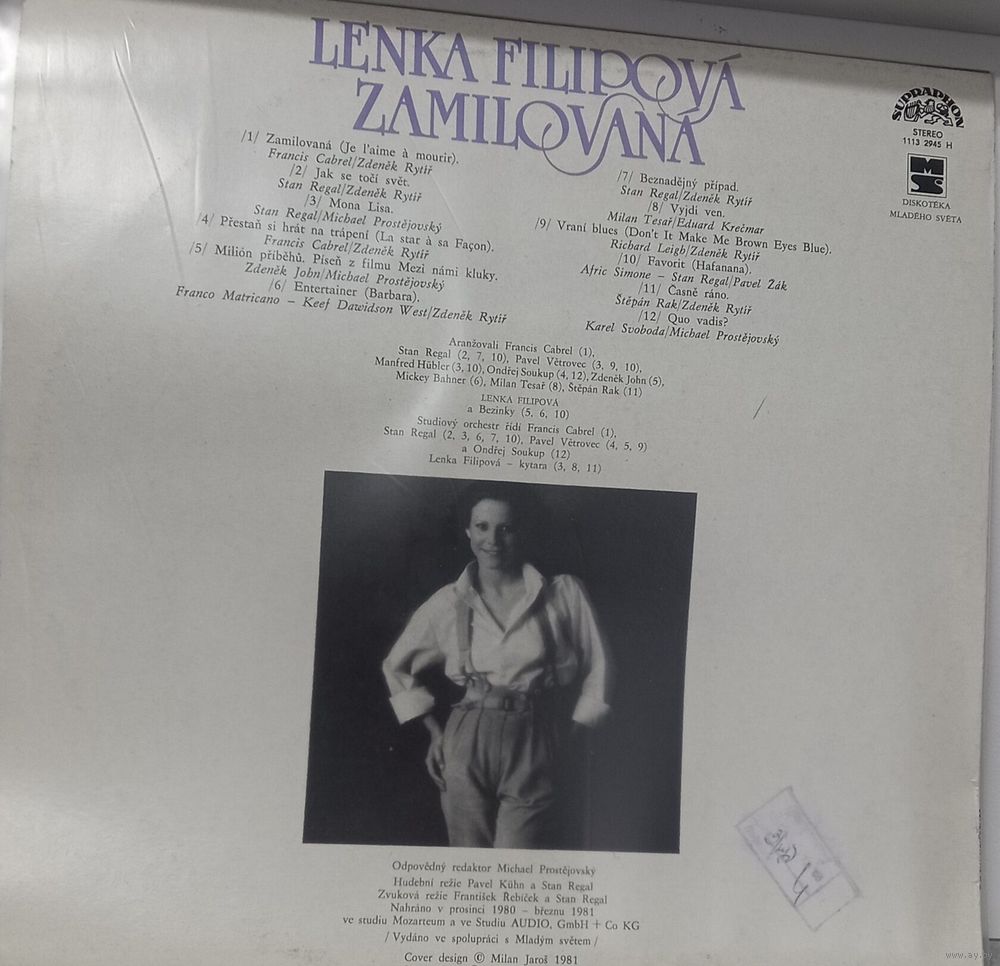 LENKA FILIPOVÁ
ZAMILOVANÁ
SUPRAPHON
STEREO
1113 2945 H
DISKOTÉKA
MLADÉHO SVĚTA
/1/ Zamilovaná (Je l'aime à mourir).
Francis Cabrel/Zdeněk Rytíř
/2/ Jak se točí svět.
Stan Regal/Zdeněk Rytíř
/3/ Mona Lisa.
Stan Regal/Michael Prostějovský
/4/ Přestaň si hrát na trápení (La star à sa Façon).
Francis Cabrel/Zdeněk Rytíř
/5/ Milión příběhů. Píseň z filmu Mezi námi kluky.
Zdeněk John/Michael Prostějovský
/6/ Entertainer (Barbara).
Franco Matricano – Keef Dawidson West/Zdeněk Rytíř
/7/ Beznadějný případ.
Stan Regal/Zdeněk Rytíř
/8/ Vyjdi ven.
Milan Tesař/Eduard Krečmar
/9/ Vraní blues (Don't It Make Me Brown Eyes Blue).
Richard Leigh/Zdeněk Rytíř
/10/ Favorit (Hafanana).
Afric Simone – Stan Regal/Pavel Žák
/11/ Časně ráno.
Štěpán Rak/Zdeněk Rytíř
/12/ Quo vadis?
Karel Svoboda/Michael Prostějovský
Aranžovali Francis Cabrel (1),
Stan Regal (2, 7, 10), Pavel Větrovec (3, 9, 10),
Manfred Hübler (3, 10), Ondřej Soukup (4, 12), Zdeněk John (5),
Mickey Bahner (6), Milan Tesař (8), Štěpán Rak (11)
LENKA FILIPOVÁ
a Bezinky (5, 6, 10)
Studiový orchestr řídí Francis Cabrel (1),
Stan Regal (2, 3, 6, 7, 10), Pavel Větrovec (4, 5, 9)
a Ondřej Soukup (12)
Lenka Filipová – kytara (3, 8, 11)
Odpovědný redaktor Michael Prostějovský
Hudební režie Pavel Kühn a Stan Regal
Zvuková režie František Řebíček a Stan Regal
Nahráno v prosinci 1980 – březnu 1981
ve studiu Mozarteum a ve Studiu AUDIO, GmbH + Co KG
/Vydáno ve spolupráci s Mladým světem/
Cover design © Milan Jaroš 1981